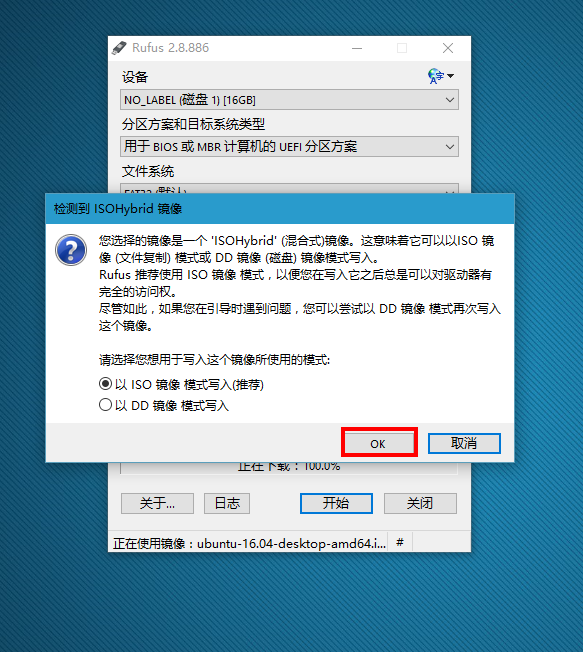 Rufus 2.8.886
设备
NO_LABEL (磁盘 1) [16GB]
分区方案和目标系统类型
用于 BIOS 或 MBR 计算机的 UEFI 分区方案
文件系统
FAT32 (默认)
检测到 ISOHybrid 镜像
您选择的镜像是一个 'ISOHybrid' (混合式)镜像。这意味着它可以以ISO 镜
像 (文件复制) 模式或 DD 镜像 (磁盘) 镜像模式写入。
Rufus 推荐使用 ISO 镜像 模式，以便您在写入它之后总是可以对驱动器有
完全的访问权。
尽管如此，如果您在引导时遇到问题，您可以尝试以 DD 镜像 模式再次写入
这个镜像。
请选择您想用于写入这个镜像所使用的模式:
以 ISO 镜像 模式写入(推荐)
以 DD 镜像 模式写入
OK 取消
正在下载：100.0%
关于... 日志 开始 关闭
正在使用镜像：ubuntu-16.04-desktop-amd64.i... #